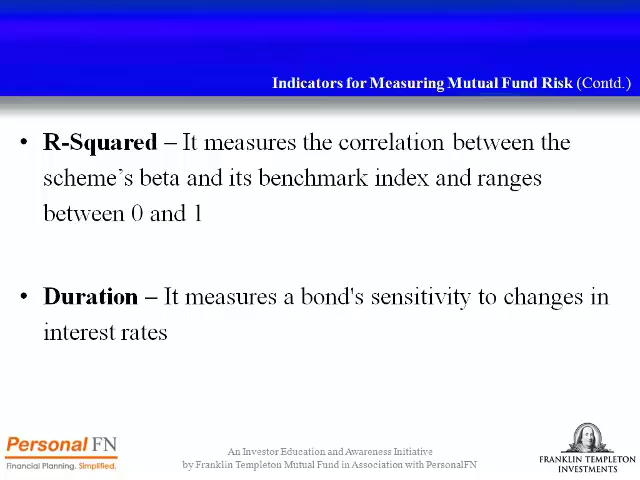 Indicators for Measuring Mutual Fund Risk (Contd.)
• R-Squared – It measures the correlation between the
scheme's beta and its benchmark index and ranges
between 0 and 1
• Duration – It measures a bond's sensitivity to changes in
interest rates
Personal FN
Financial Planning. Simplified.
An Investor Education and Awareness Initiative
by Franklin Templeton Mutual Fund in Association with PersonalFN
FRANKLIN TEMPLETON
INVESTMENTS